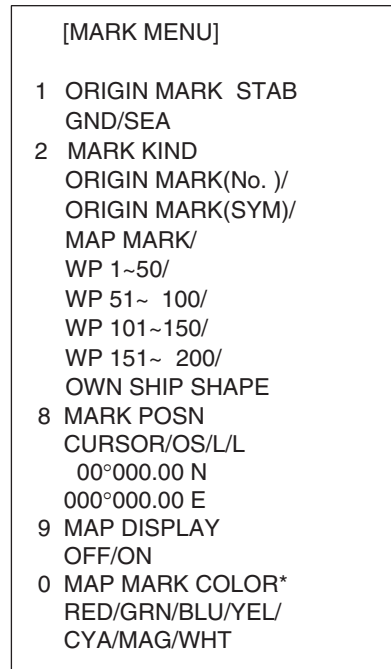 [MARK MENU]
1 ORIGIN MARK STAB
GND/SEA
2 MARK KIND
ORIGIN MARK(No. )/
ORIGIN MARK(SYM)/
MAP MARK/
WP 1~50/
WP 51~ 100/
WP 101~150/
WP 151~ 200/
OWN SHIP SHAPE
8 MARK POSN
CURSOR/OS/L/L
00°000.00 N
000°000.00 E
9 MAP DISPLAY
OFF/ON
0 MAP MARK COLOR*
RED/GRN/BLU/YEL/
CYA/MAG/WHT